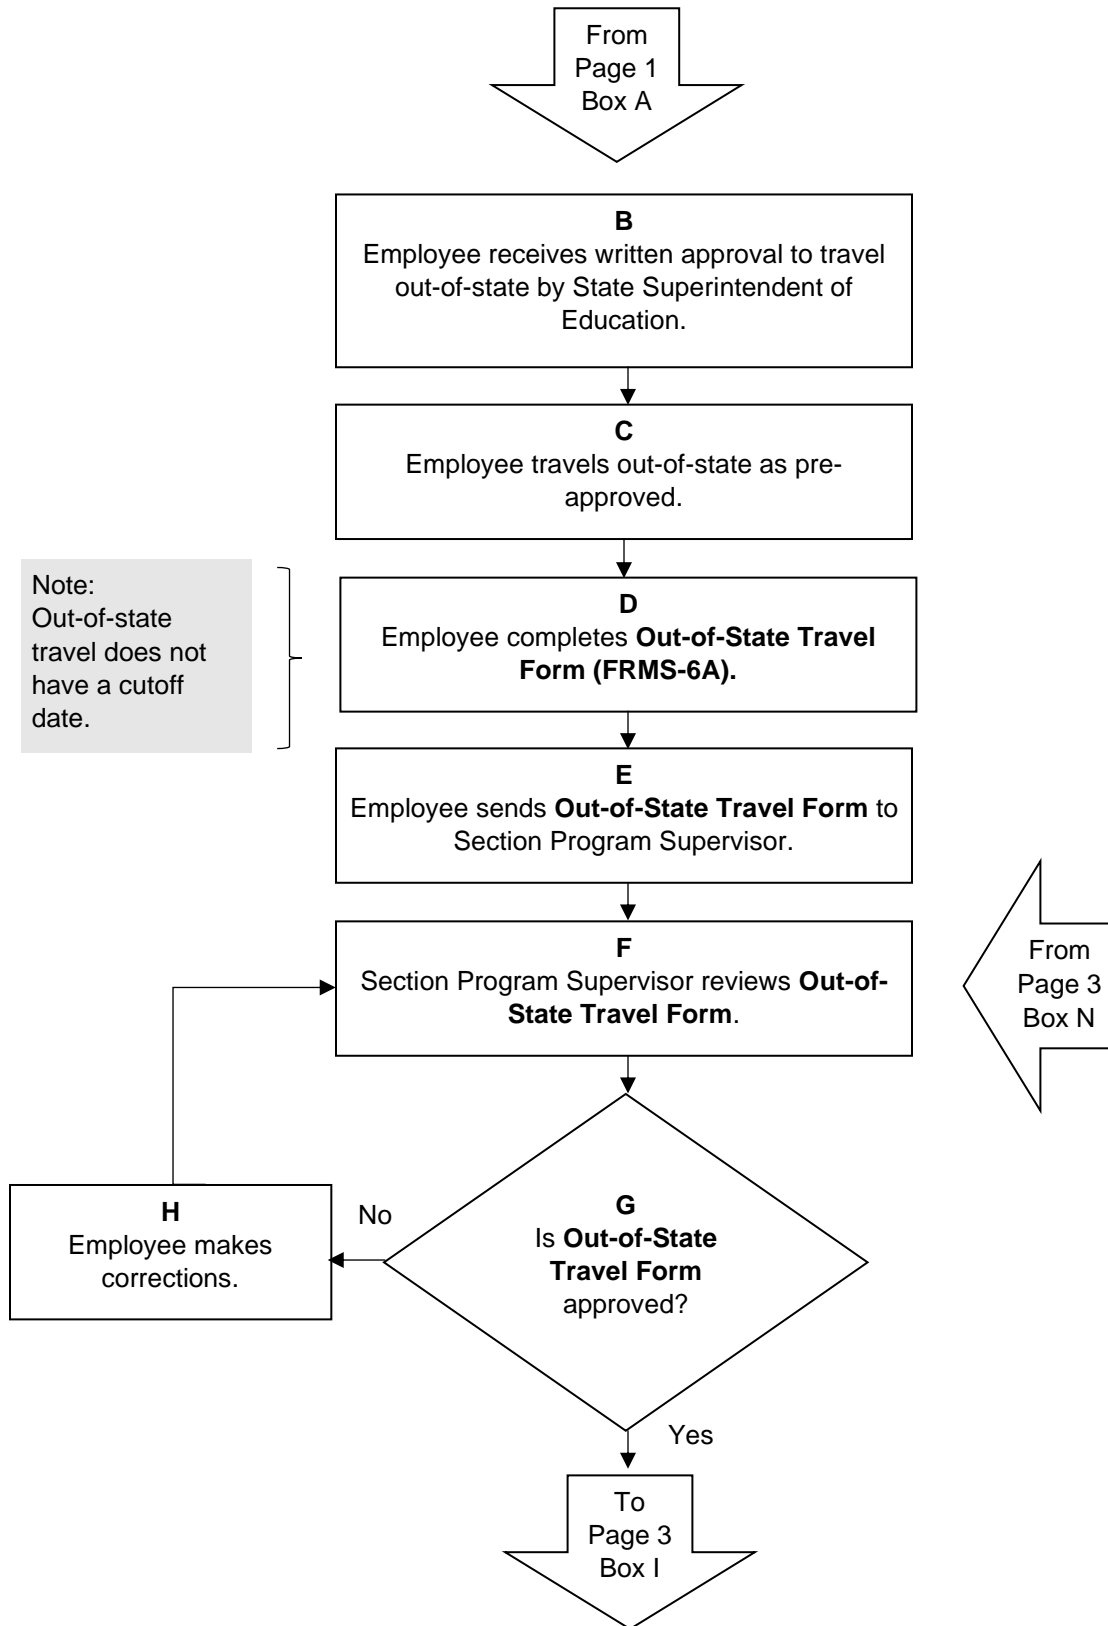 From
Page 1
Box A
B
Employee receives written approval to travel
out-of-state by State Superintendent of
Education.
C
Employee travels out-of-state as pre-
approved.
Note:
Out-of-state
travel does not
have a cutoff
date.
D
Employee completes Out-of-State Travel
Form (FRMS-6A).
E
Employee sends Out-of-State Travel Form to
Section Program Supervisor.
F
Section Program Supervisor reviews Out-of-
State Travel Form.
From
Page 3
Box N
G
Is Out-of-State
Travel Form
approved?
No
H
Employee makes
corrections.
Yes
To
Page 3
Box I